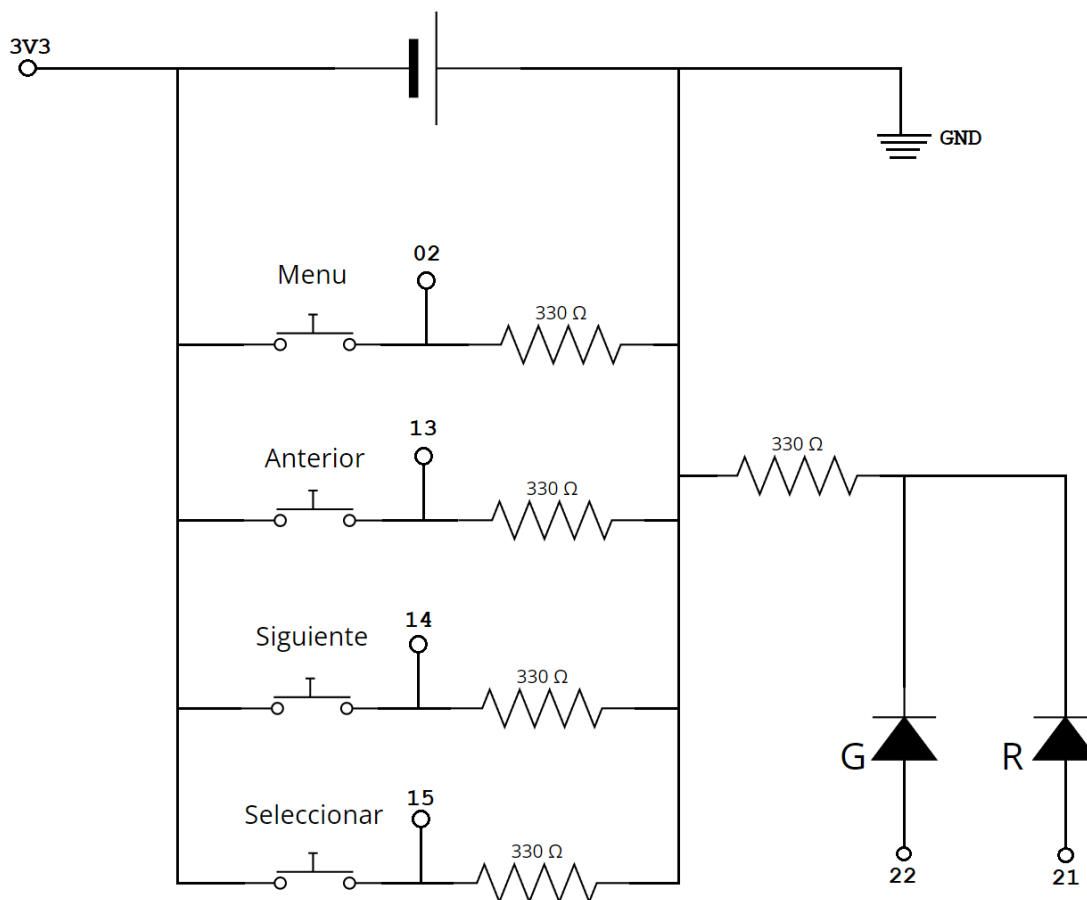 3V3
GND
02
Menu
330 Ω
13
Anterior
330 Ω
330 Ω
14
Siguiente
330 Ω
15
Seleccionar
330 Ω
G
R
22
21